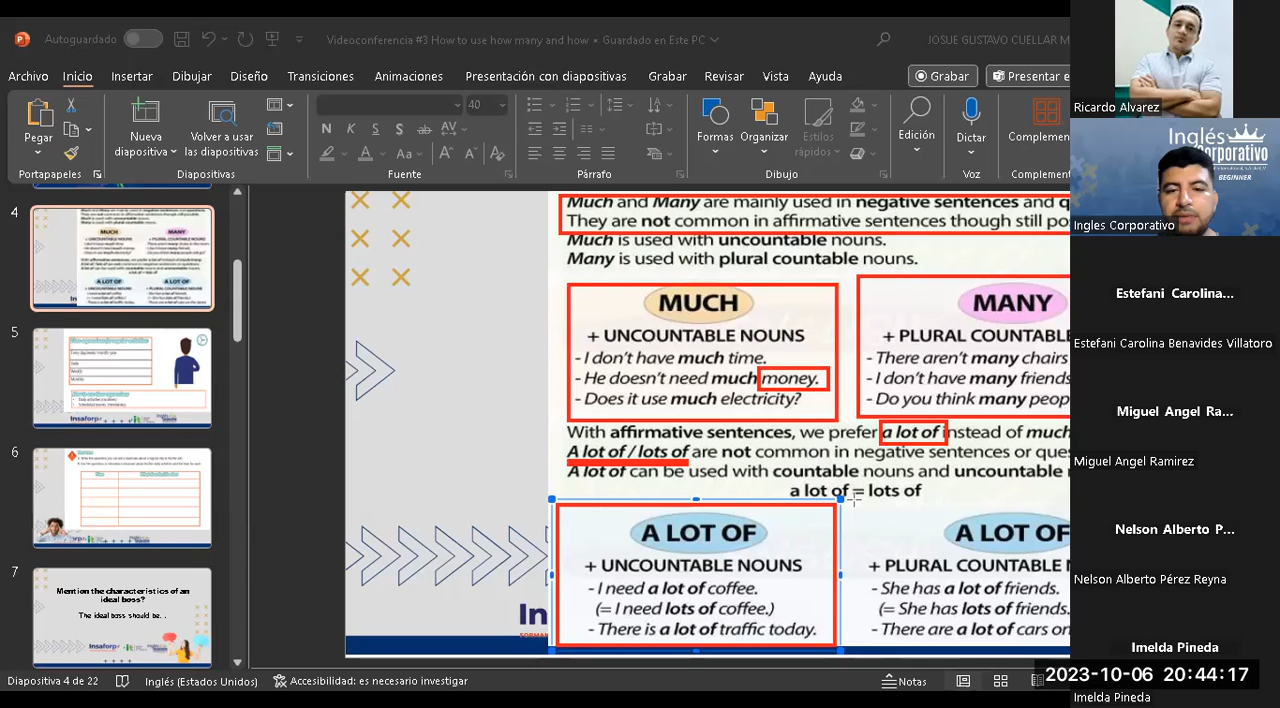 Autoguardado
Videoconferencia #3 How to use how many and how • Guardado en Este PC
JOSUE GUSTAVO CUELLAR M
Archivo Inicio Insertar Dibujar Diseño Transiciones Animaciones Presentación con diapositivas Grabar Revisar Vista Ayuda
Grabar
Presentar e
40
Pegar
Nueva diapositiva
Volver a usar las diapositivas
N K S S ab AV
Aa A A
Formas
Organizar
Estilos rápidos
Edición
Dictar
Complemen
Portapapeles
Diapositivas
Fuente
Párrafo
Dibujo
Voz
Complement
4
5
6
7
Mention the characteristics of an
ideal boss?
The ideal boss should be...
Much and Many are mainly used in negative sentences and q
They are not common in affirmative sentences though still po
Much is used with uncountable nouns.
Many is used with plural countable nouns.
MUCH
+ UNCOUNTABLE NOUNS
- I don't have much time.
- He doesn't need much money.
- Does it use much electricity?
MANY
+ PLURAL COUNTABL
- There aren't many chairs
- I don't have many friends
- Do you think many peop
With affirmative sentences, we prefer a lot of instead of much
A lot of / lots of are not common in negative sentences or ques
A lot of can be used with countable nouns and uncountable
a lot of = lots of
A LOT OF
+ UNCOUNTABLE NOUNS
- I need a lot of coffee.
(= I need lots of coffee.)
- There is a lot of traffic today.
A LOT OF
+ PLURAL COUNTABLE
- She has a lot of friends.
(= She has lots of friends.
- There are a lot of cars on
In
Diapositiva 4 de 22
Inglés (Estados Unidos)
Accesibilidad: es necesario investigar
Notas
Ricardo Alvarez
Inglés
Corporativo
BEGINNER
Ingles Corporativo
Estefani Carolina...
Estefani Carolina Benavides Villatoro
Miguel Angel Ra...
Miguel Angel Ramirez
Nelson Alberto P...
Nelson Alberto Pérez Reyna
Imelda Pineda
2023-10-06 20:44:17
Imelda Pineda